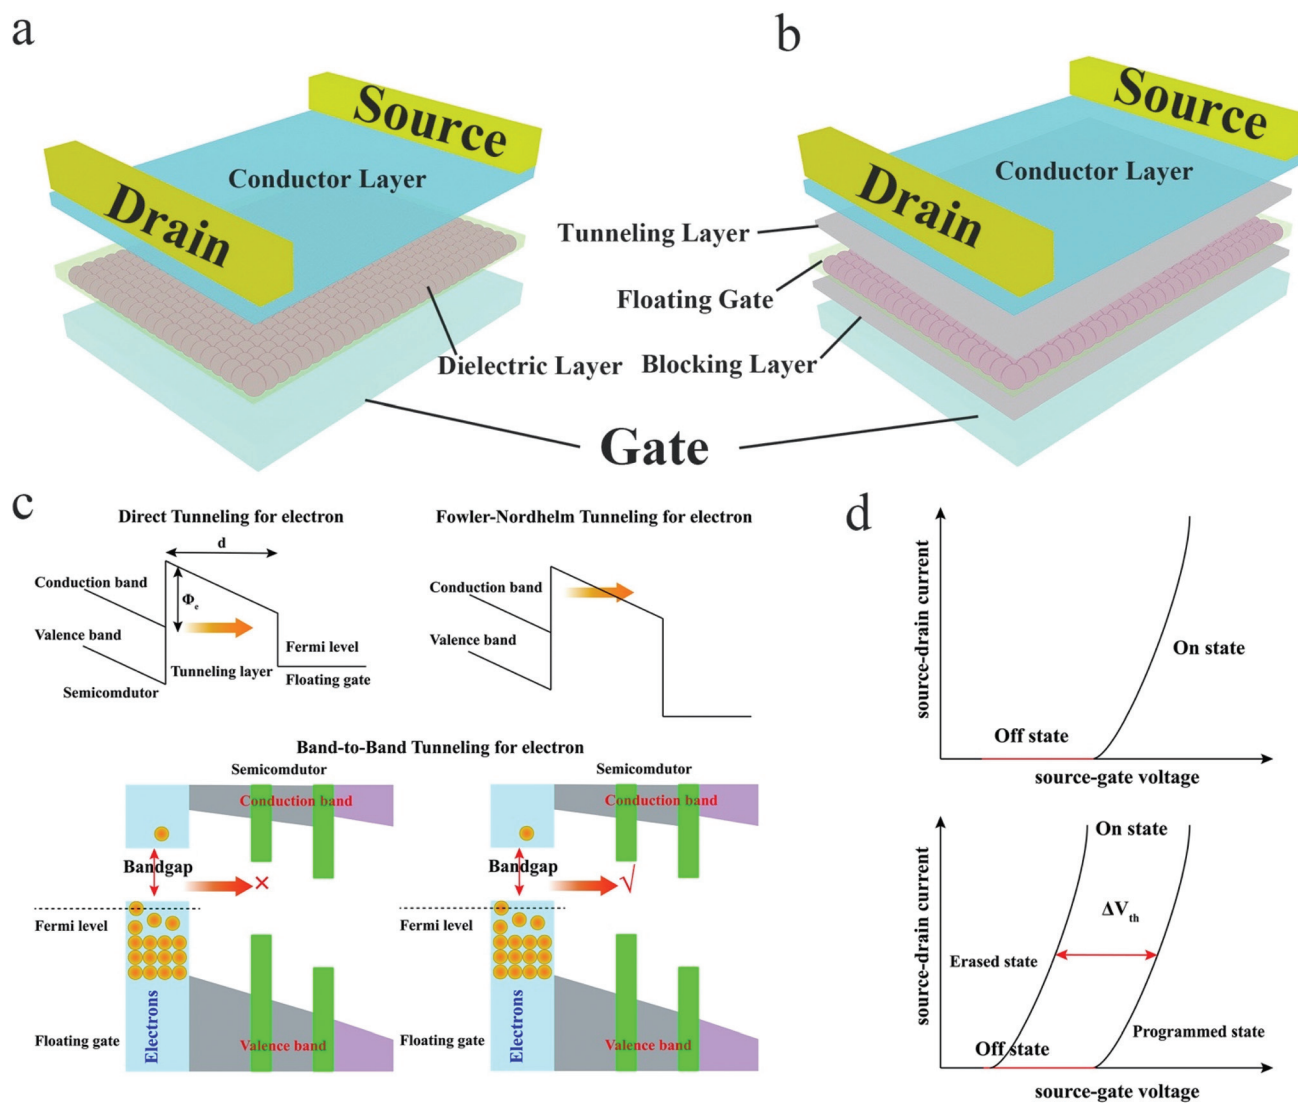 a
b
Source
Conductor Layer
Drain
Dielectric Layer
Source
Conductor Layer
Drain
Tunneling Layer
Floating Gate
Blocking Layer
Gate
c
Direct Tunneling for electron
d
Conduction band
Φe
Valence band
Fermi level
Tunneling layer
Floating gate
Semicomdutor
Fowler-Nordhelm Tunneling for electron
Conduction band
Valence band
Band-to-Band Tunneling for electron
Semicomdutor
Conduction band
Bandgap
×
Fermi level
Electrons
Floating gate
Valence band
Semicomdutor
Conduction band
Bandgap
√
Fermi level
Electrons
Floating gate
Valence band
d
source-drain current
On state
Off state
source-gate voltage
source-drain current
On state
ΔVth
Erased state
Programmed state
Off state
source-gate voltage